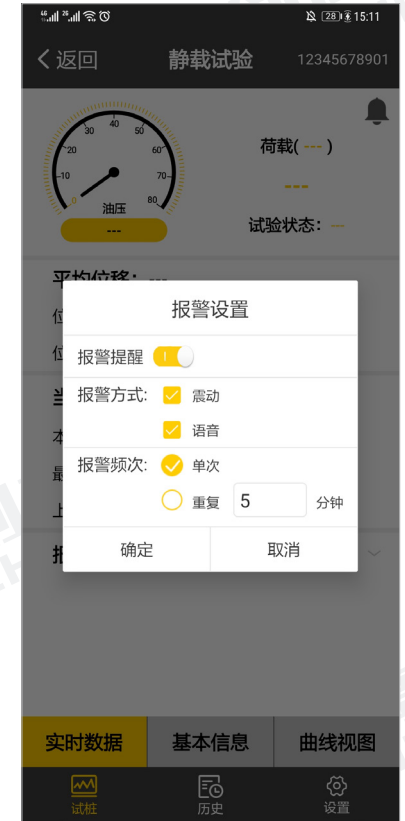 46 26 28 15:11
返回 静载试验 12345678901
10 20 30 40 50 60 70 80 0
油压
---
荷载( --- )
---
试验状态: --
平均位移: ---
报警设置
报警提醒
报警方式: 震动
语音
报警频次: 单次
重复 5 分钟
确定 取消
实时数据 基本信息 曲线视图
试桩 历史 设置